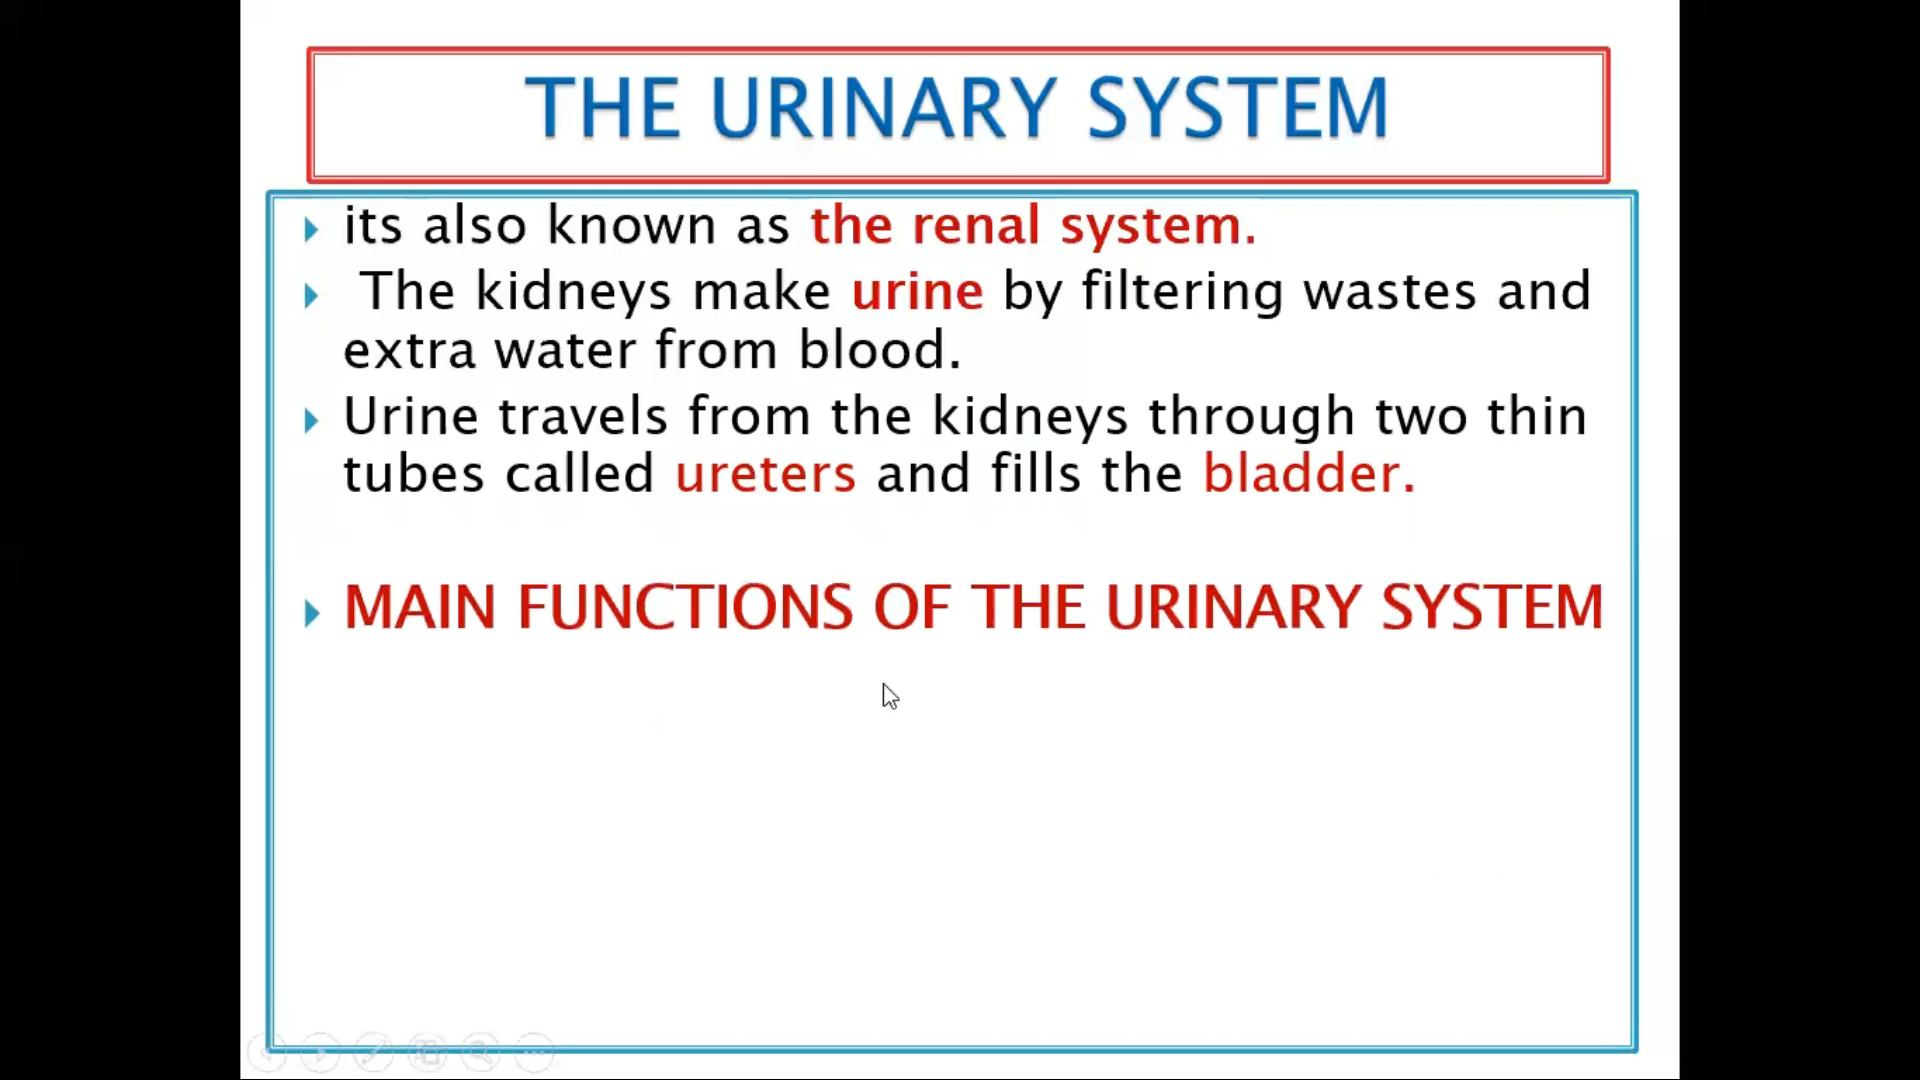 THE URINARY SYSTEM
its also known as the renal system.
The kidneys make urine by filtering wastes and
extra water from blood.
Urine travels from the kidneys through two thin
tubes called ureters and fills the bladder.
MAIN FUNCTIONS OF THE URINARY SYSTEM